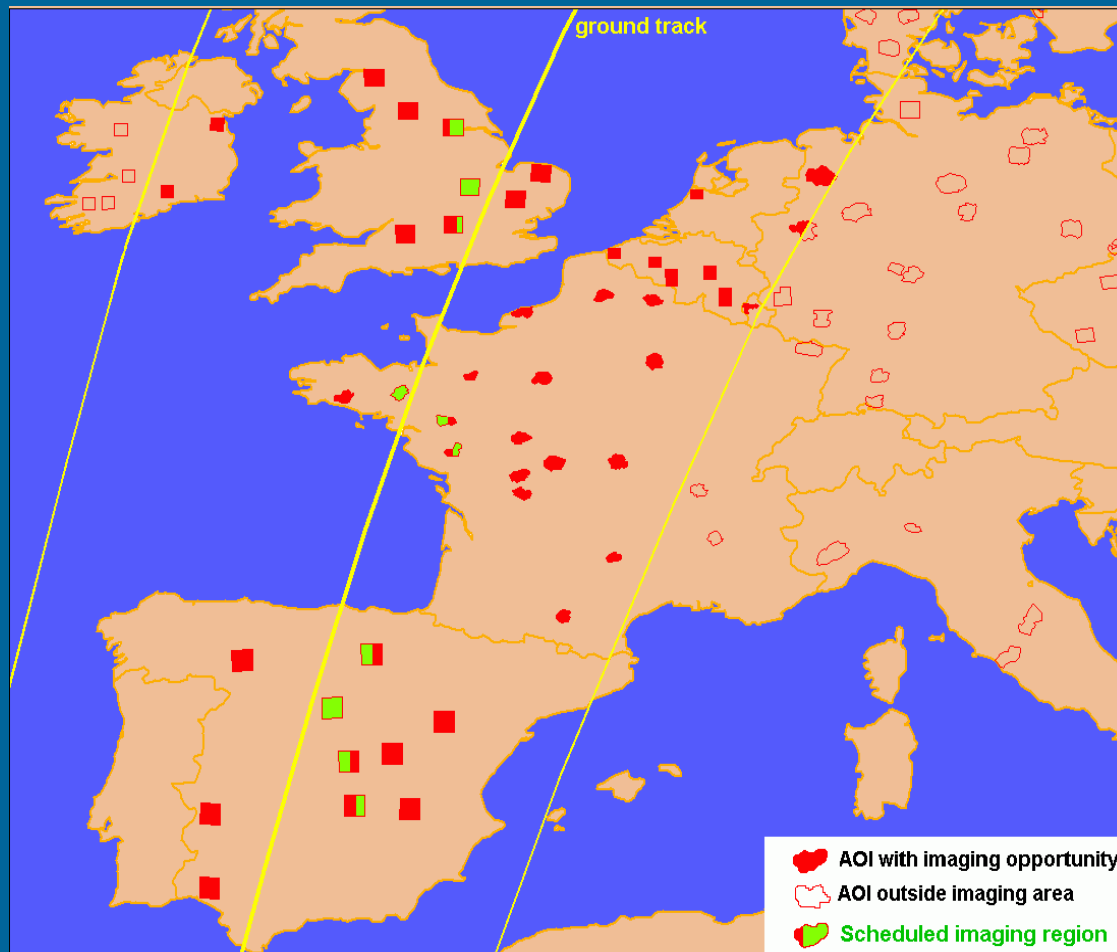 ground track
AOI with imaging opportunity
AOI outside imaging area
Scheduled imaging region